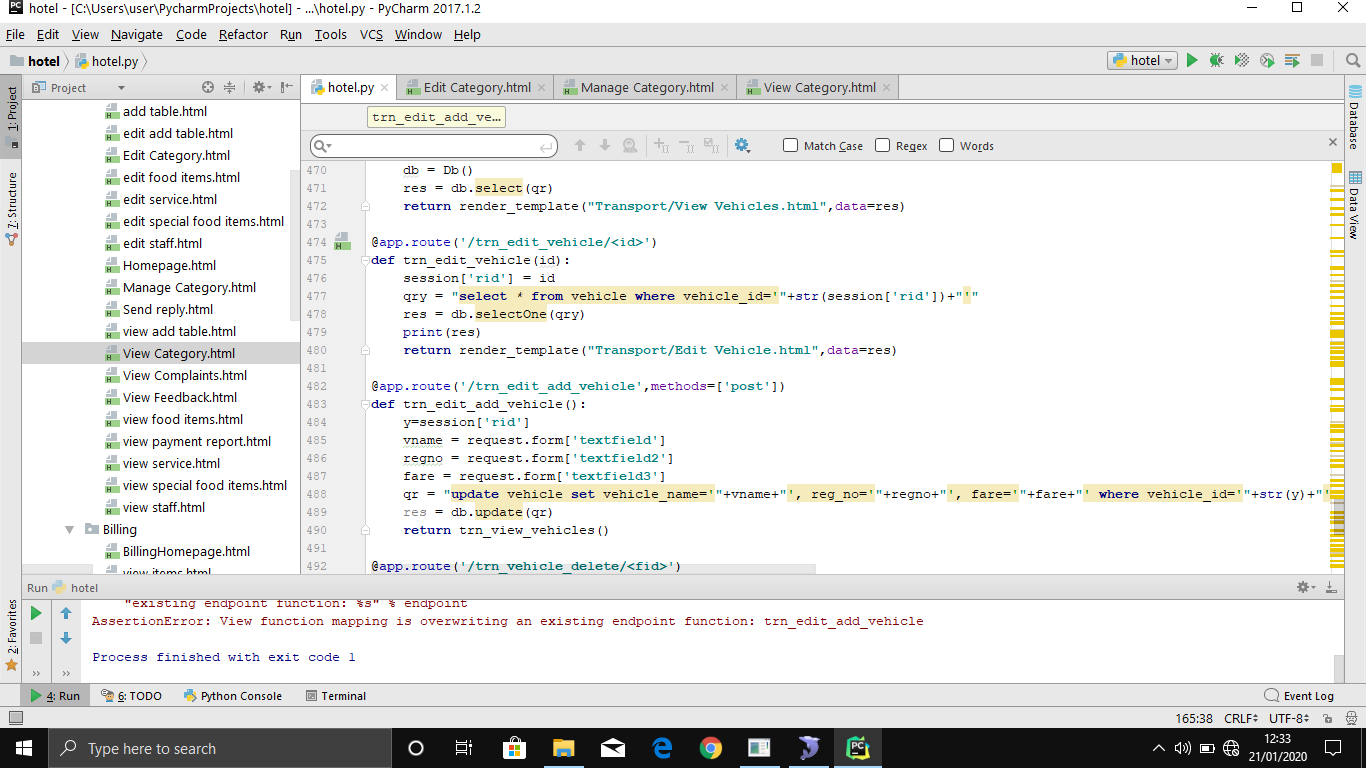 hotel - [C:\Users\user\PycharmProjects\hotel] - ...\hotel.py - PyCharm 2017.1.2
File Edit View Navigate Code Refactor Run Tools VCS Window Help
hotel hotel.py hotel
1: Project
7: Structure
2: Favorites
Project
add table.html
edit add table.html
Edit Category.html
edit food items.html
edit service.html
edit special food items.html
edit staff.html
Homepage.html
Manage Category.html
Send reply.html
view add table.html
View Category.html
View Complaints.html
View Feedback.html
view food items.html
view payment report.html
view service.html
view special food items.html
view staff.html
Billing
BillingHomepage.html
view items.html
hotel.py Edit Category.html Manage Category.html View Category.html
trn_edit_add_ve...
Match Case Regex Words
470 db = Db()
471 res = db.select(qr)
472 return render_template("Transport/View Vehicles.html",data=res)
473
474 @app.route('/trn_edit_vehicle/<id>')
475 def trn_edit_vehicle(id):
476 session['rid'] = id
477 qry = "select * from vehicle where vehicle_id='"+str(session['rid'])+"'"
478 res = db.selectOne(qry)
479 print(res)
480 return render_template("Transport/Edit Vehicle.html",data=res)
481
482 @app.route('/trn_edit_add_vehicle',methods=['post'])
483 def trn_edit_add_vehicle():
484 y=session['rid']
485 vname = request.form['textfield']
486 regno = request.form['textfield2']
487 fare = request.form['textfield3']
488 qr = "update vehicle set vehicle_name='"+vname+"', reg_no='"+regno+"', fare='"+fare+"' where vehicle_id='"+str(y)+"'
489 res = db.update(qr)
490 return trn_view_vehicles()
491
492 @app.route('/trn_vehicle_delete/<fid>')
Database
Data View
Run hotel
"existing endpoint function: %s" % endpoint
AssertionError: View function mapping is overwriting an existing endpoint function: trn_edit_add_vehicle
Process finished with exit code 1
4: Run 6: TODO Python Console Terminal Event Log
165:38 CRLF UTF-8
Type here to search
12:33
21/01/2020